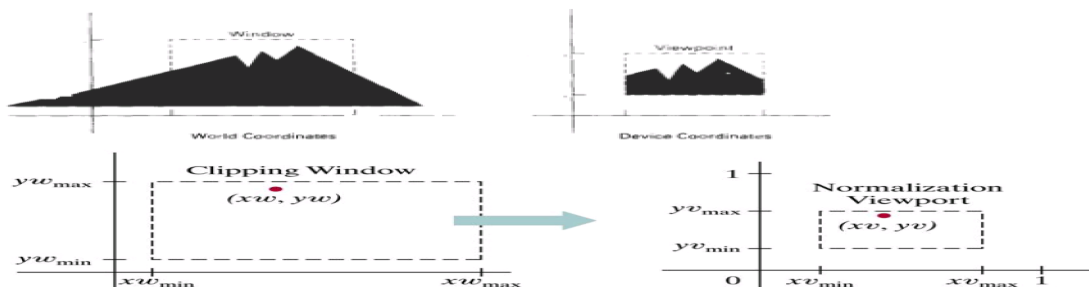 Window
Viewpoint
World Coordinates
Device Coordinates
Clipping Window
yw_max
(xw, yw)
yw_min
xw_min
xw_max
1
Normalization
Viewport
yv_max
(xv, yv)
yv_min
0
xv_min
xv_max
1